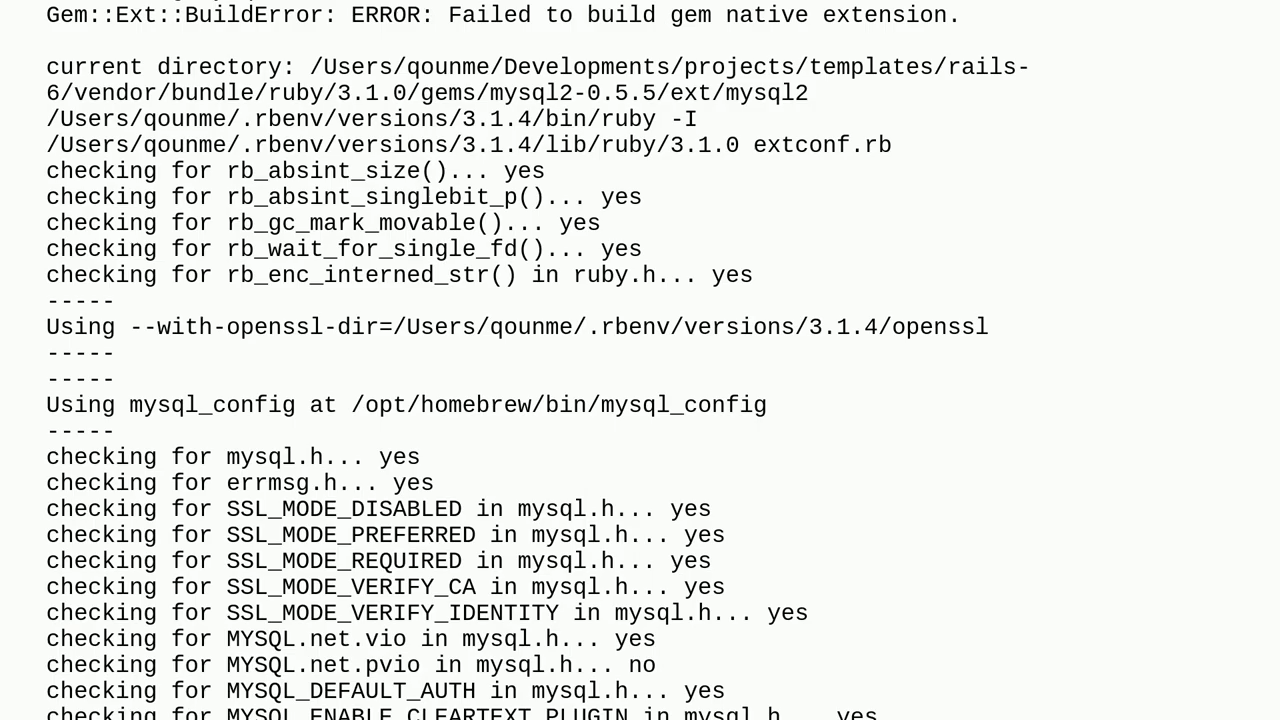 Gem::Ext::BuildError: ERROR: Failed to build gem native extension.
current directory: /Users/qounme/Developments/projects/templates/rails-
6/vendor/bundle/ruby/3.1.0/gems/mysql2-0.5.5/ext/mysql2
/Users/qounme/.rbenv/versions/3.1.4/bin/ruby -I
/Users/qounme/.rbenv/versions/3.1.4/lib/ruby/3.1.0 extconf.rb
checking for rb_absint_size()... yes
checking for rb_absint_singlebit_p()... yes
checking for rb_gc_mark_movable()... yes
checking for rb_wait_for_single_fd()... yes
checking for rb_enc_interned_str() in ruby.h... yes
-----
Using --with-openssl-dir=/Users/qounme/.rbenv/versions/3.1.4/openssl
-----
-----
Using mysql_config at /opt/homebrew/bin/mysql_config
-----
checking for mysql.h... yes
checking for errmsg.h... yes
checking for SSL_MODE_DISABLED in mysql.h... yes
checking for SSL_MODE_PREFERRED in mysql.h... yes
checking for SSL_MODE_REQUIRED in mysql.h... yes
checking for SSL_MODE_VERIFY_CA in mysql.h... yes
checking for SSL_MODE_VERIFY_IDENTITY in mysql.h... yes
checking for MYSQL.net.vio in mysql.h... yes
checking for MYSQL.net.pvio in mysql.h... no
checking for MYSQL_DEFAULT_AUTH in mysql.h... yes
checking for MYSQL_ENABLE_CLEARTEXT_PLUGIN in mysql.h... yes